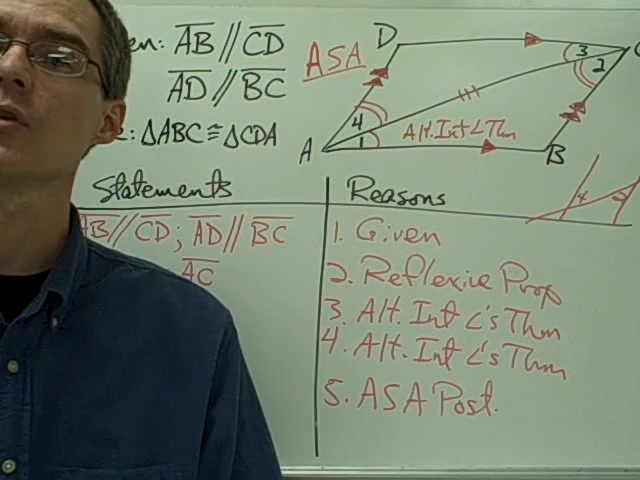 en: AB // CD
AD // BC
: ΔABC ≅ ΔCDA
ASA
D
3
2
4
1
Alt. Int ∠ Thm
A
B
Statements
Reasons
AB // CD ; AD // BC
AC
1. Given
2. Reflexive Prop
3. Alt. Int ∠'s Thm
4. Alt. Int ∠'s Thm
5. ASA Post.